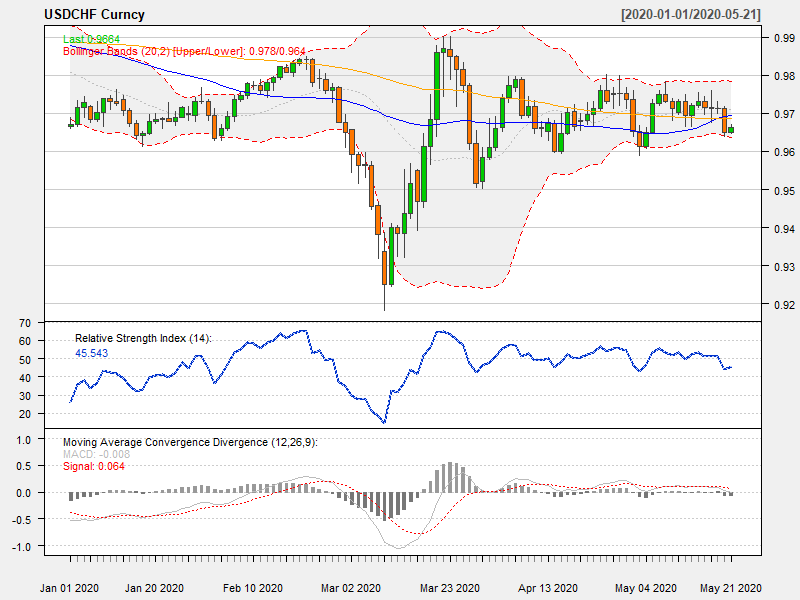 USDCHF Curncy [2020-01-01/2020-05-21]
Last 0.9664
Bollinger Bands (20,2) [Upper/Lower]: 0.978/0.964
0.99
0.98
0.97
0.96
0.95
0.94
0.93
0.92
70
60
50
40
30
20
Relative Strength Index (14):
45.543
1.0
0.5
0.0
-0.5
-1.0
Moving Average Convergence Divergence (12,26,9):
MACD: -0.008
Signal: 0.064
Jan 01 2020 Jan 20 2020 Feb 10 2020 Mar 02 2020 Mar 23 2020 Apr 13 2020 May 04 2020 May 21 2020